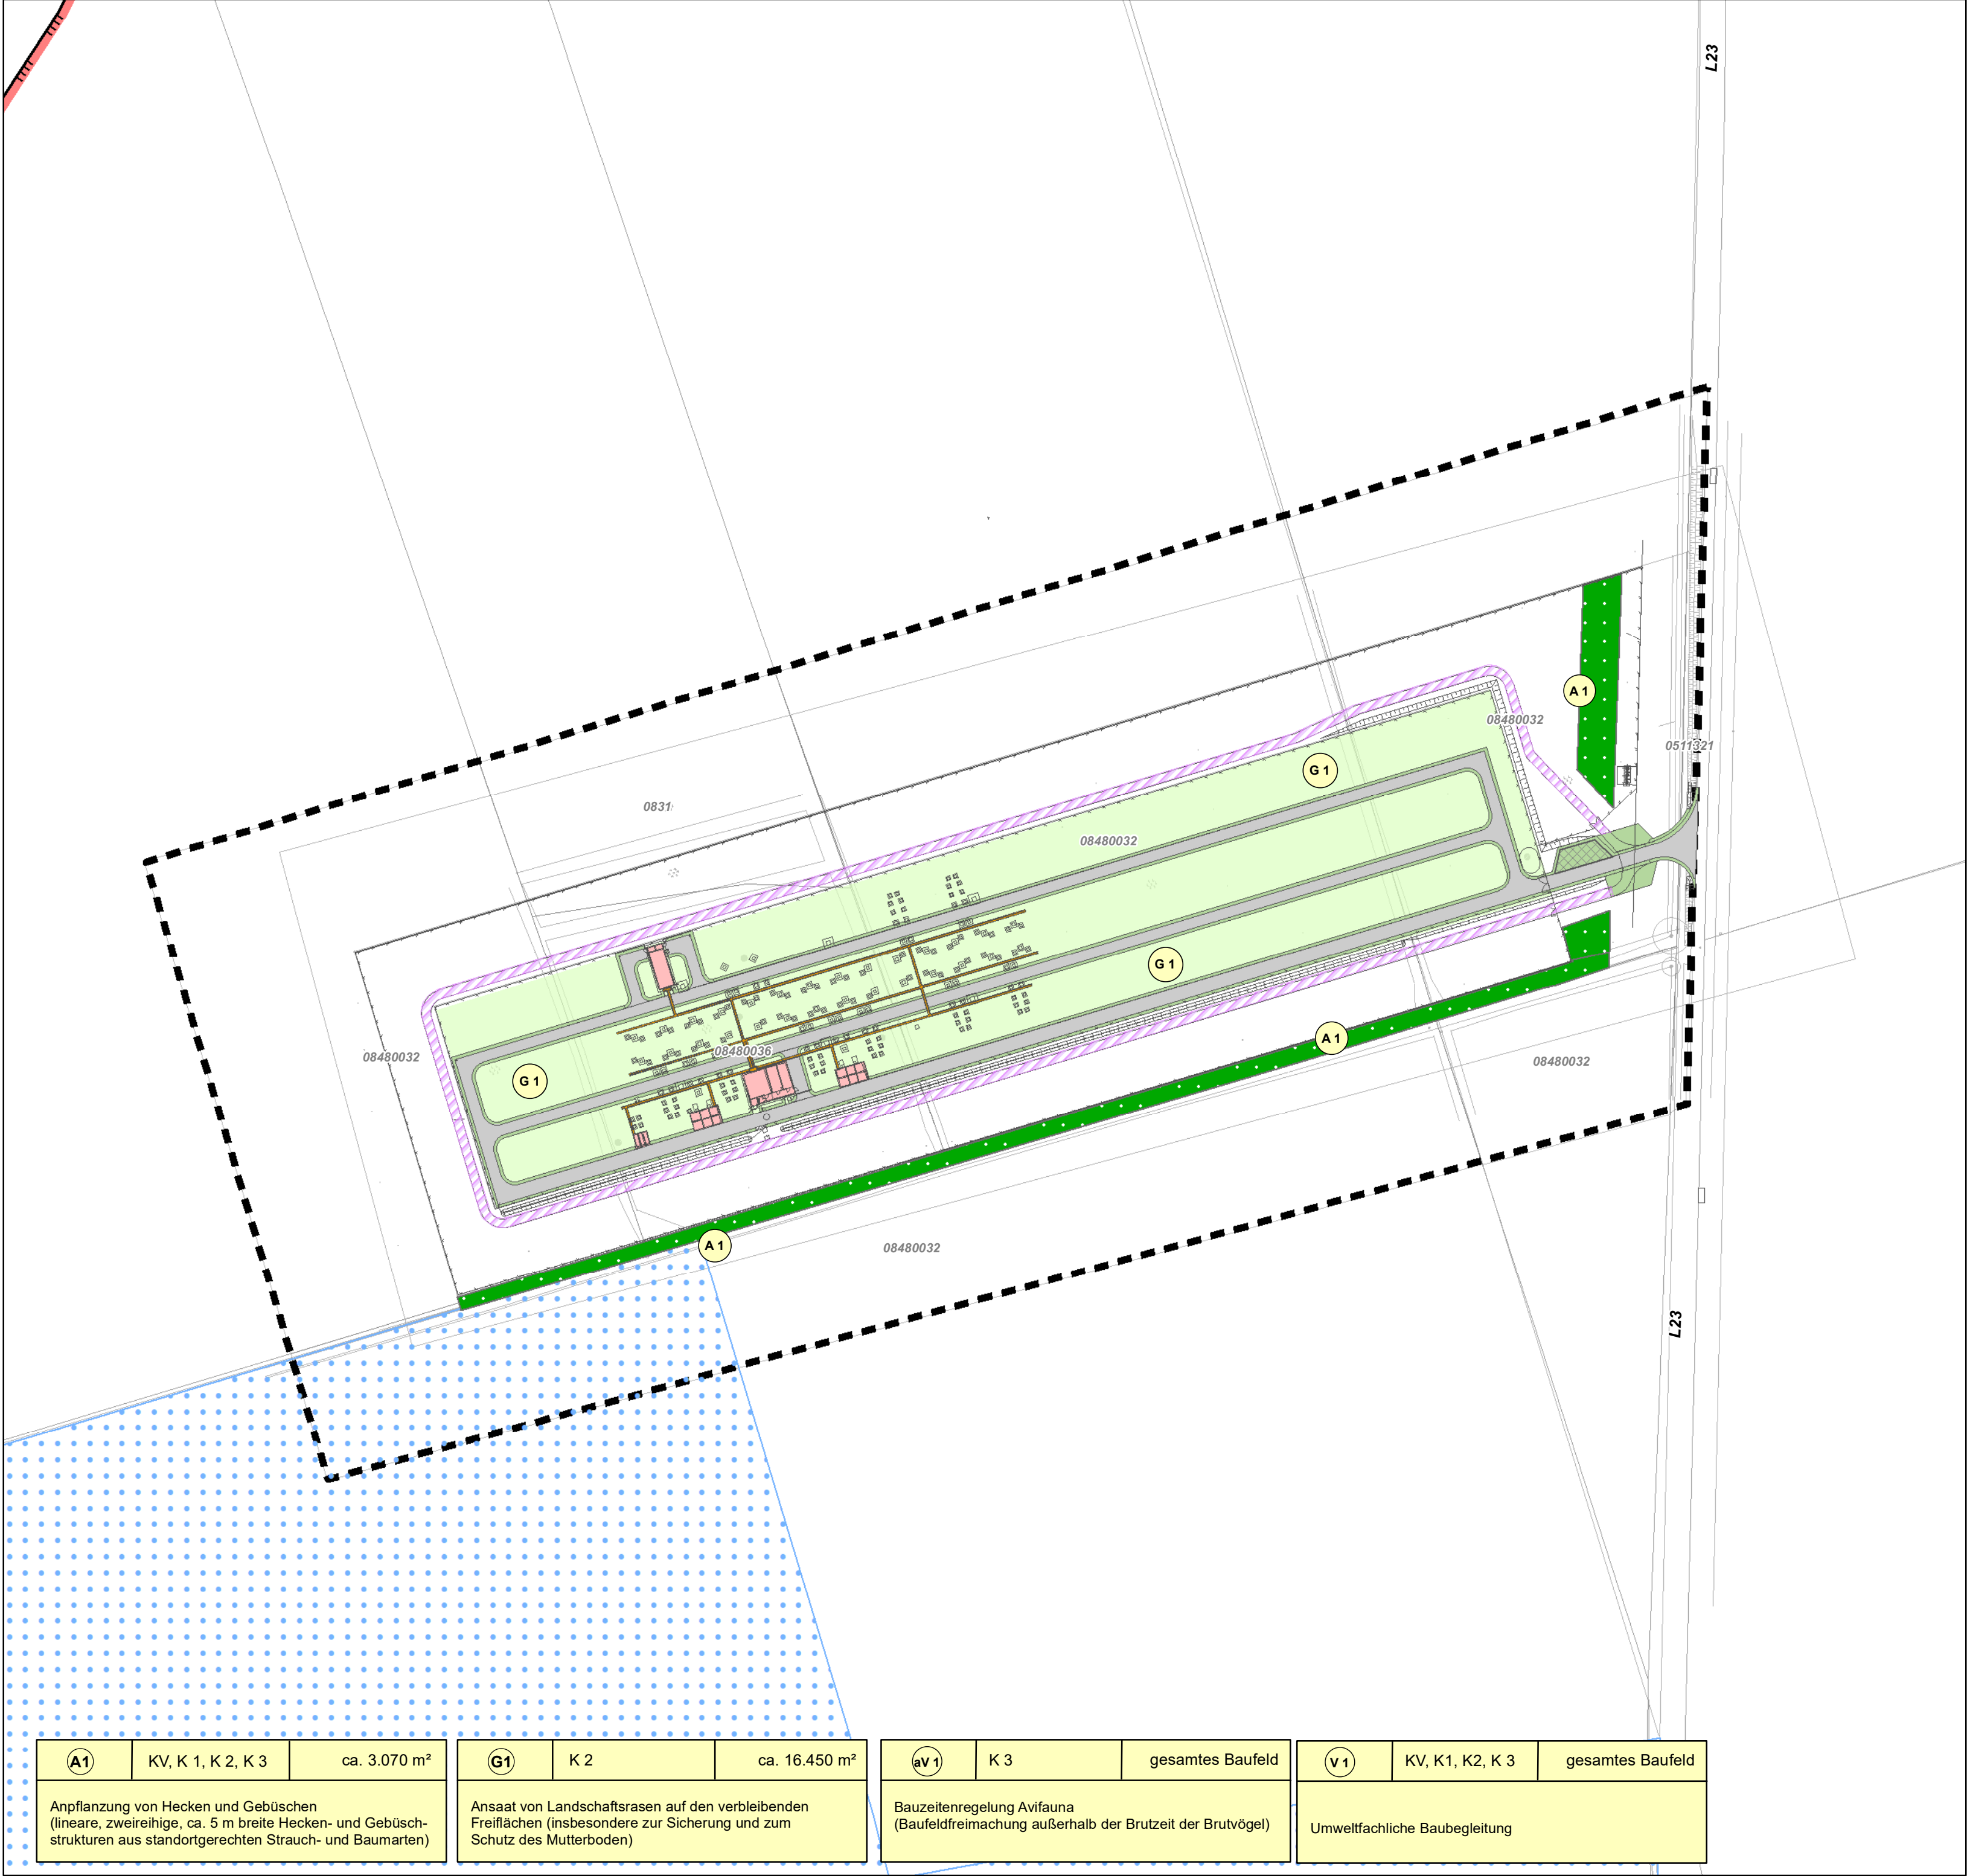 L23
A 1
08480032
0511321
G 1
0831
08480032
G 1
08480036
08480032
G 1
A 1
08480032
A 1
08480032
L23
A1 KV, K 1, K 2, K 3 ca. 3.070 m²
Anpflanzung von Hecken und Gebüschen
(lineare, zweireihige, ca. 5 m breite Hecken- und Gebüsch-
strukturen aus standortgerechten Strauch- und Baumarten)
G1 K 2 ca. 16.450 m²
Ansaat von Landschaftsrasen auf den verbleibenden
Freiflächen (insbesondere zur Sicherung und zum
Schutz des Mutterboden)
aV 1 K 3 gesamtes Baufeld
Bauzeitenregelung Avifauna
(Baufeldfreimachung außerhalb der Brutzeit der Brutvögel)
V 1 KV, K1, K2, K 3 gesamtes Baufeld
Umweltfachliche Baubegleitung